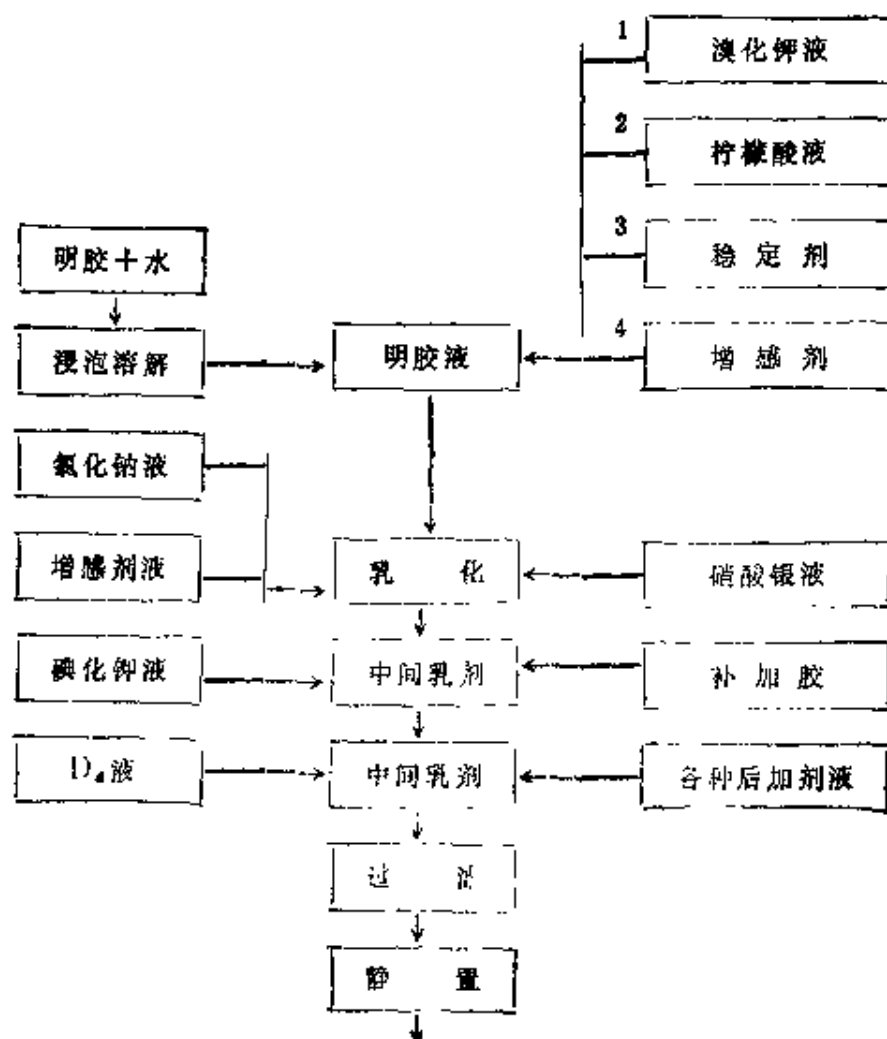 1
溴化钾液
2
柠檬酸液
3
稳定剂
明胶+水
4
增感剂
浸泡溶解
明胶液
氯化钠液
增感剂液
乳化
硝酸银液
碘化钾液
中间乳剂
补加胶
液
中间乳剂
各种后加剂液
过
静置